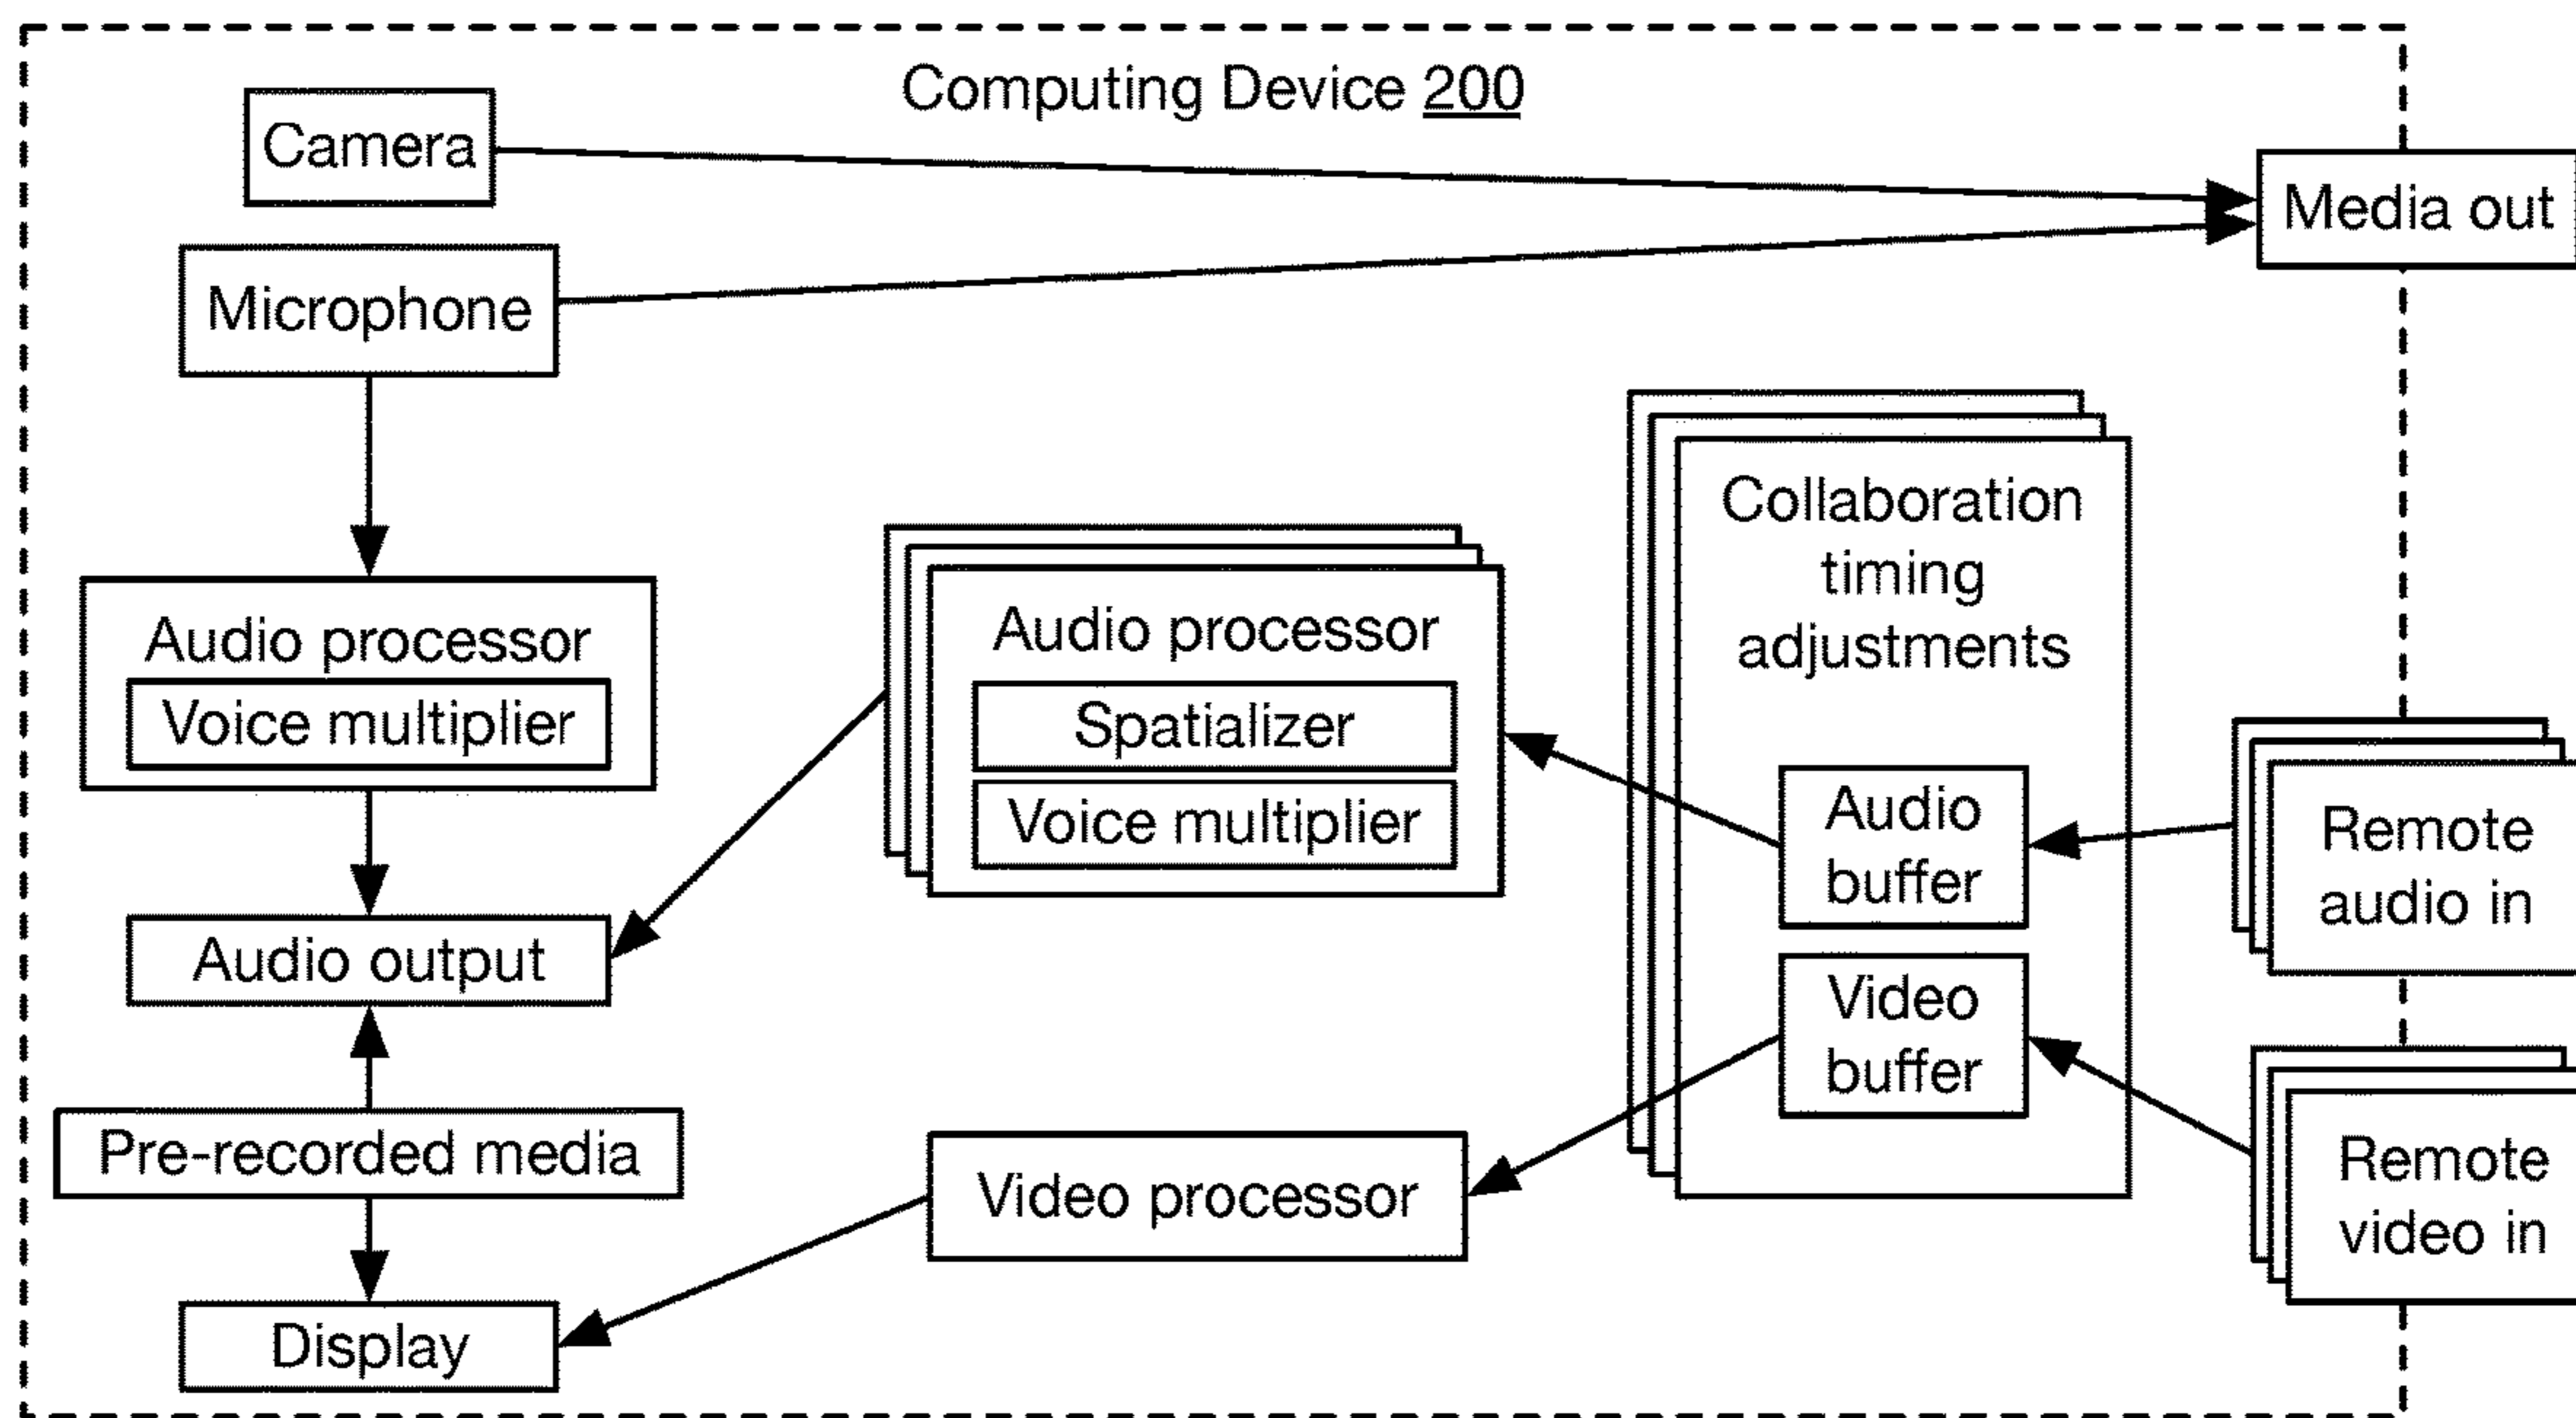 Computing Device 200
Camera
Media out
Microphone
Collaboration
timing
adjustments
Audio processor
Voice multiplier
Audio processor
Spatializer
Voice multiplier
Audio
buffer
Remote
audio in
Audio output
Video
buffer
Pre-recorded media
Video processor
Remote
video in
Display